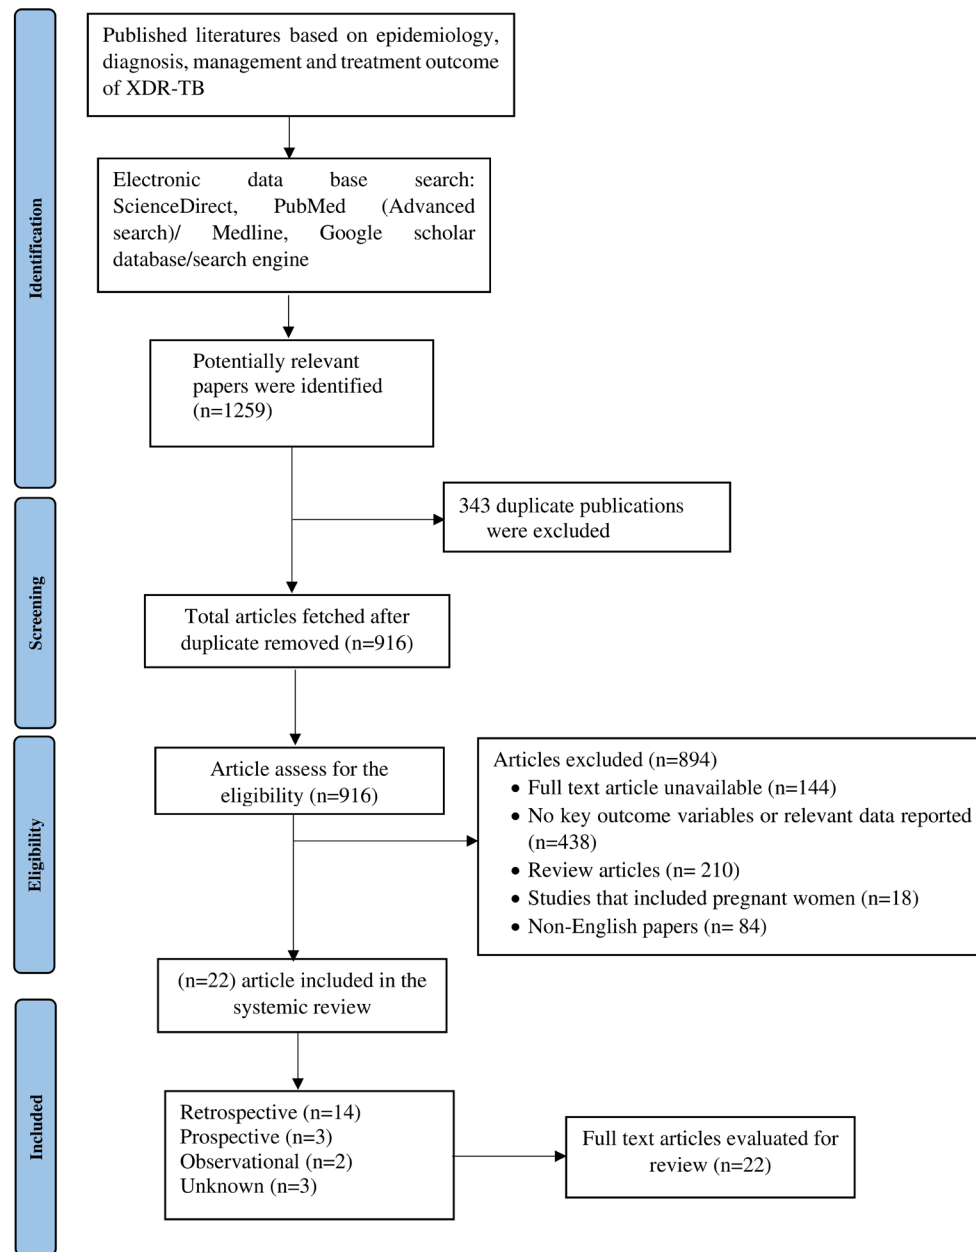 Identification
Published literatures based on epidemiology,
diagnosis, management and treatment outcome
of XDR-TB
Electronic data base search:
ScienceDirect, PubMed (Advanced
search)/ Medline, Google scholar
database/search engine
Potentially relevant
papers were identified
(n=1259)
Screening
343 duplicate publications
were excluded
Total articles fetched after
duplicate removed (n=916)
Eligibility
Article assess for the
eligibility (n=916)
Articles excluded (n=894)
• Full text article unavailable (n=144)
• No key outcome variables or relevant data reported
(n=438)
• Review articles (n= 210)
• Studies that included pregnant women (n=18)
• Non-English papers (n= 84)
(n=22) article included in the
systemic review
Included
Retrospective (n=14)
Prospective (n=3)
Observational (n=2)
Unknown (n=3)
Full text articles evaluated for
review (n=22)